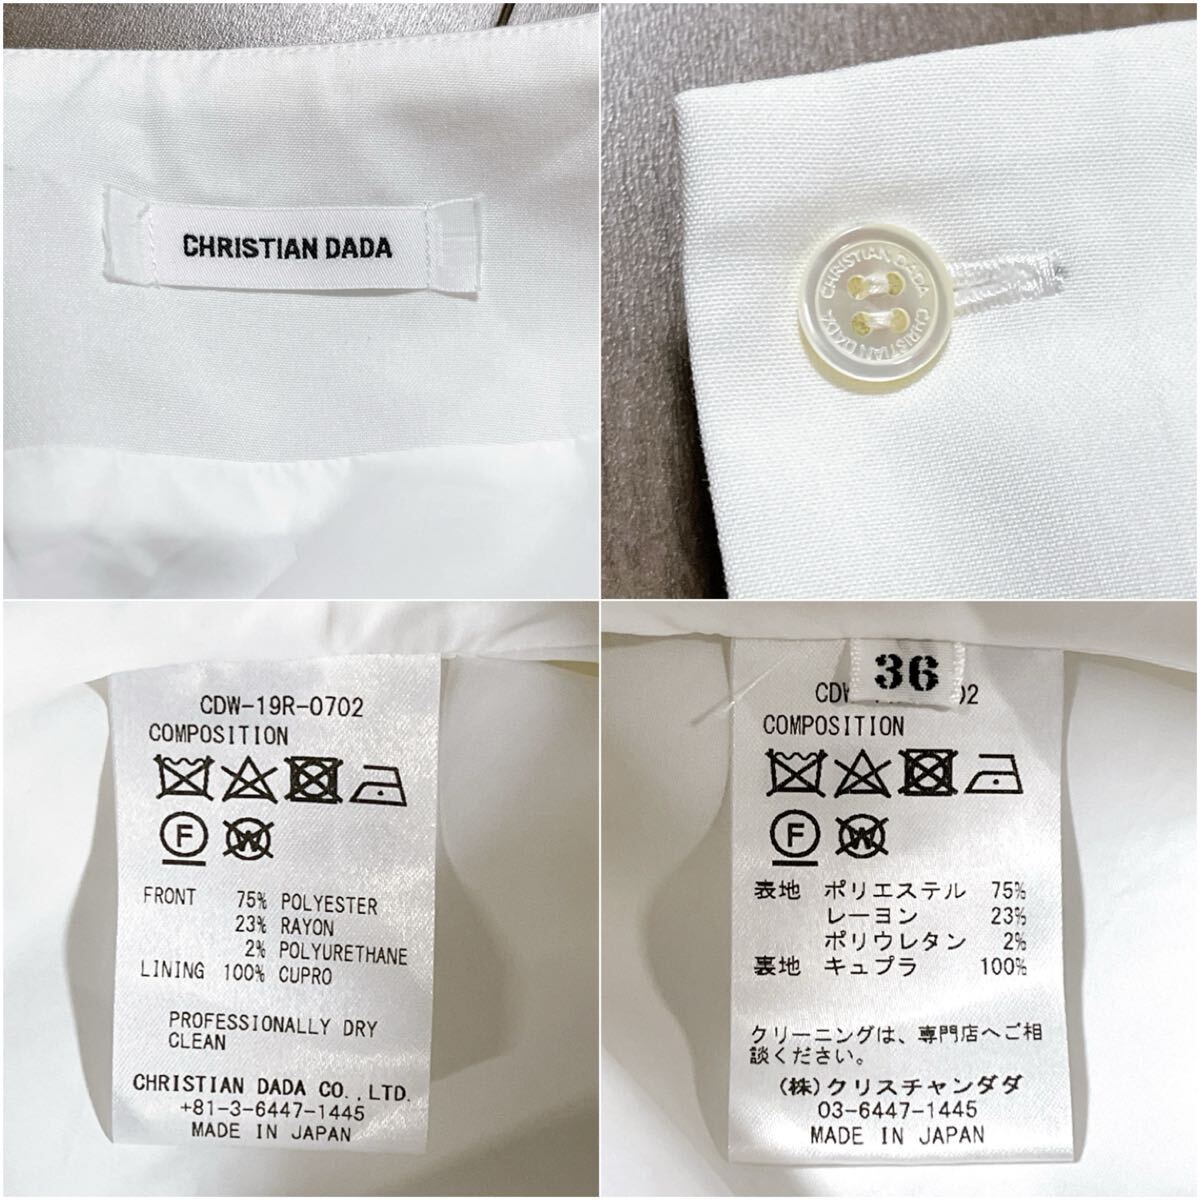 CHRISTIAN DADA
CHRISTIAN DADA
CHRISTIAN DADA
CDW-19R-0702
COMPOSITION
F
W
FRONT 75% POLYESTER
23% RAYON
2% POLYURETHANE
LINING 100% CUPRO
PROFESSIONALLY DRY
CLEAN
CHRISTIAN DADA CO.,LTD.
+81-3-6447-1445
MADE IN JAPAN
36
COMPOSITION
F
W
表地 ポリエステル 75%
レーヨン 23%
ポリウレタン 2%
裏地 キュプラ 100%
クリーニングは、専門店へご相
談ください。
(株)クリスチャンダダ
03-6447-1445
MADE IN JAPAN